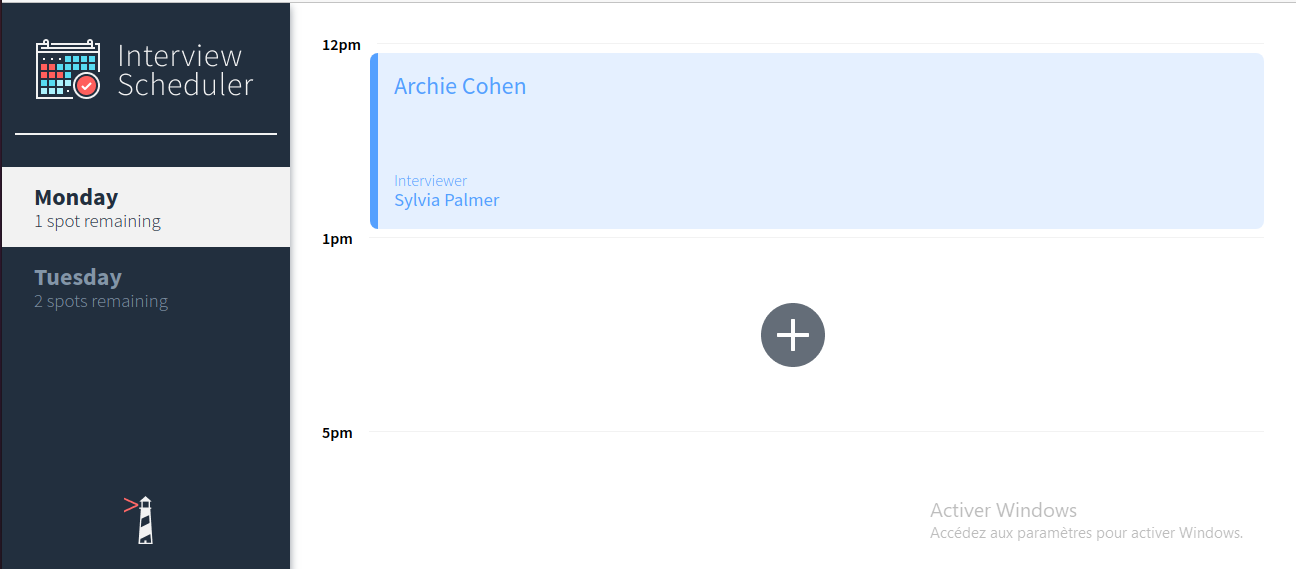 Interview
Scheduler
Monday
1 spot remaining
Tuesday
2 spots remaining
12pm
Archie Cohen
Interviewer
Sylvia Palmer
1pm
5pm
Activer Windows
Accédez aux paramètres pour activer Windows.